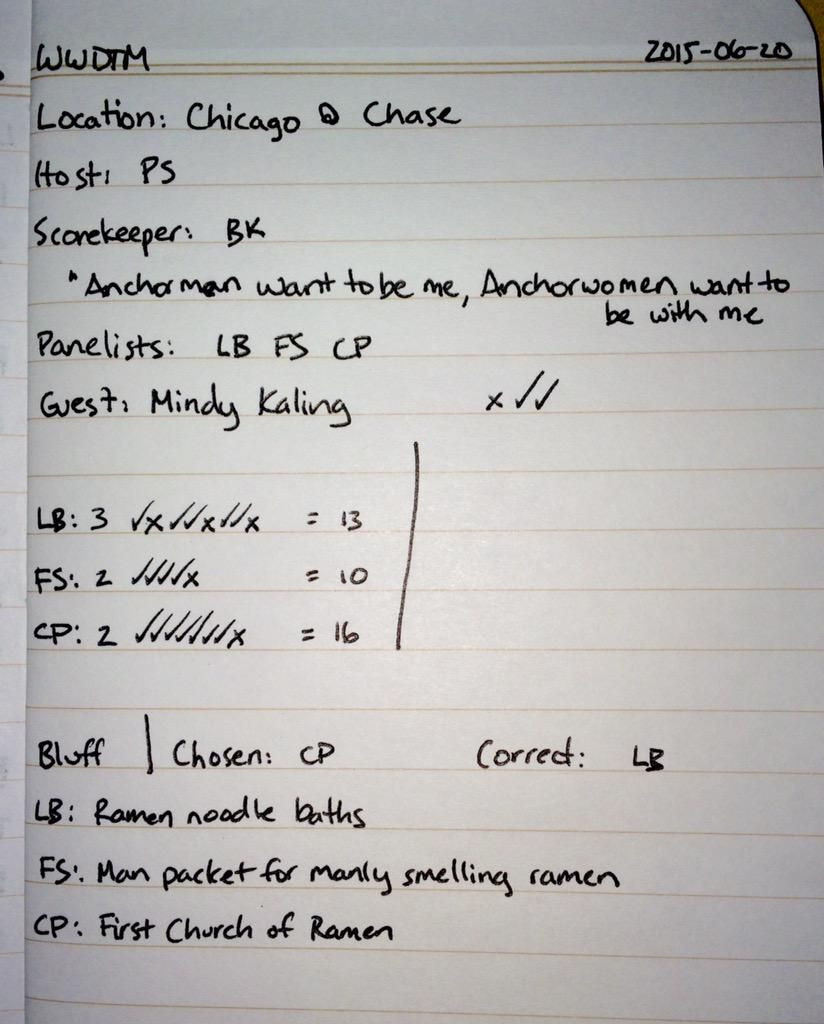 WWDTM 2015-06-20
Location: Chicago @ Chase
Host: PS
Scorekeeper: BK
"Anchorman want to be me, Anchorwomen want to
be with me
Panelists: LB FS CP
Guest: Mindy Kaling x✓✓
LB: 3 ✓x✓✓x✓✓x = 13
FS: 2 ✓✓✓✓x = 10
CP: 2 ✓✓✓✓✓✓✓x = 16
Bluff | Chosen: CP Correct: LB
LB: Ramen noodle baths
FS: Man packet for manly smelling ramen
CP: First Church of Ramen